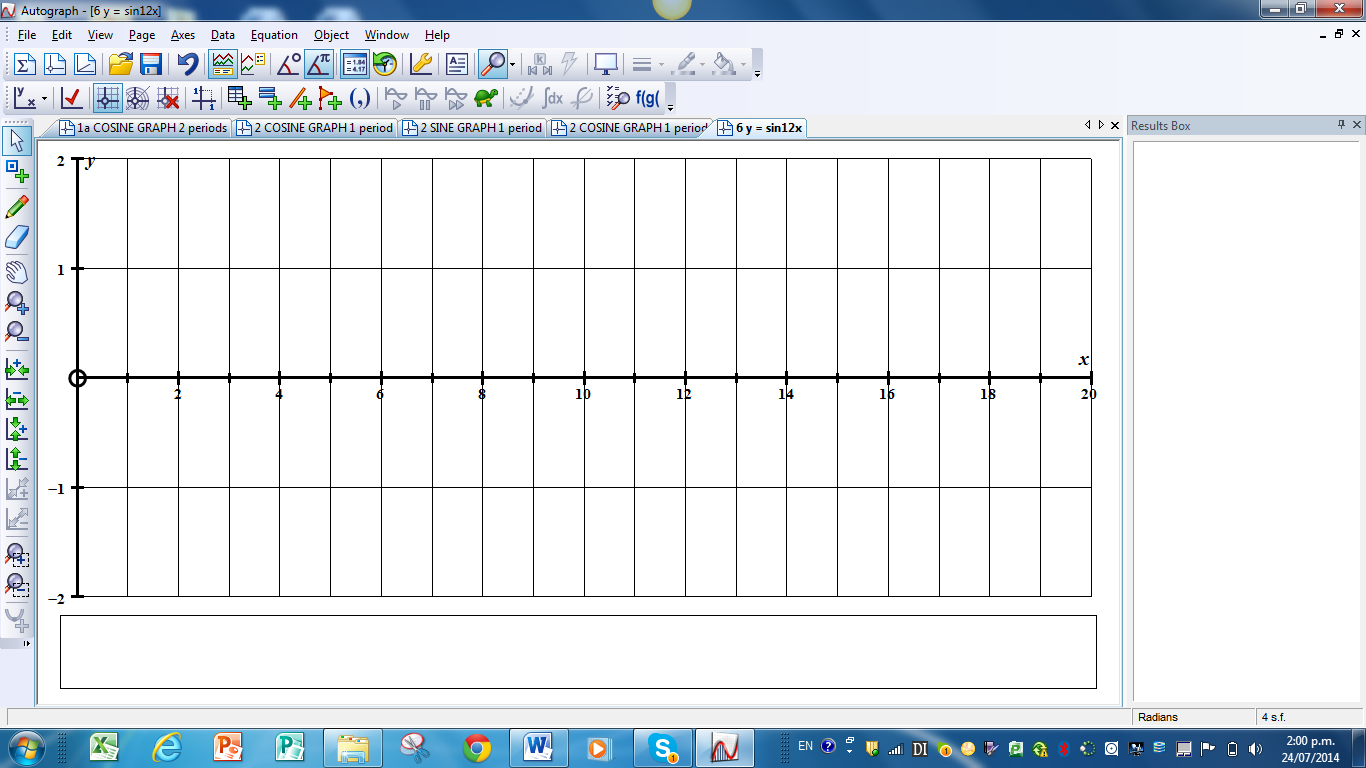 Autograph - [6 y = sin12x]
File Edit View Page Axes Data Equation Object Window Help
1a COSINE GRAPH 2 periods 2 COSINE GRAPH 1 period 2 SINE GRAPH 1 period 2 COSINE GRAPH 1 period 6 y = sin12x
Results Box
2 y
1
x
2 4 6 8 10 12 14 16 18 20
−1
−2
Radians 4 s.f.
EN
2:00 p.m.
24/07/2014